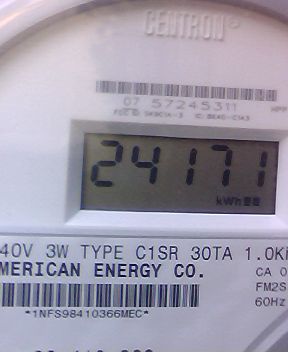 CENTRON®
07 57245311
24171
kWh
40V 3W TYPE C1SR 30TA 1.0K
MERICAN ENERGY CO.
CA 0
FM2S
60Hz
*1NFS98410366MEC*